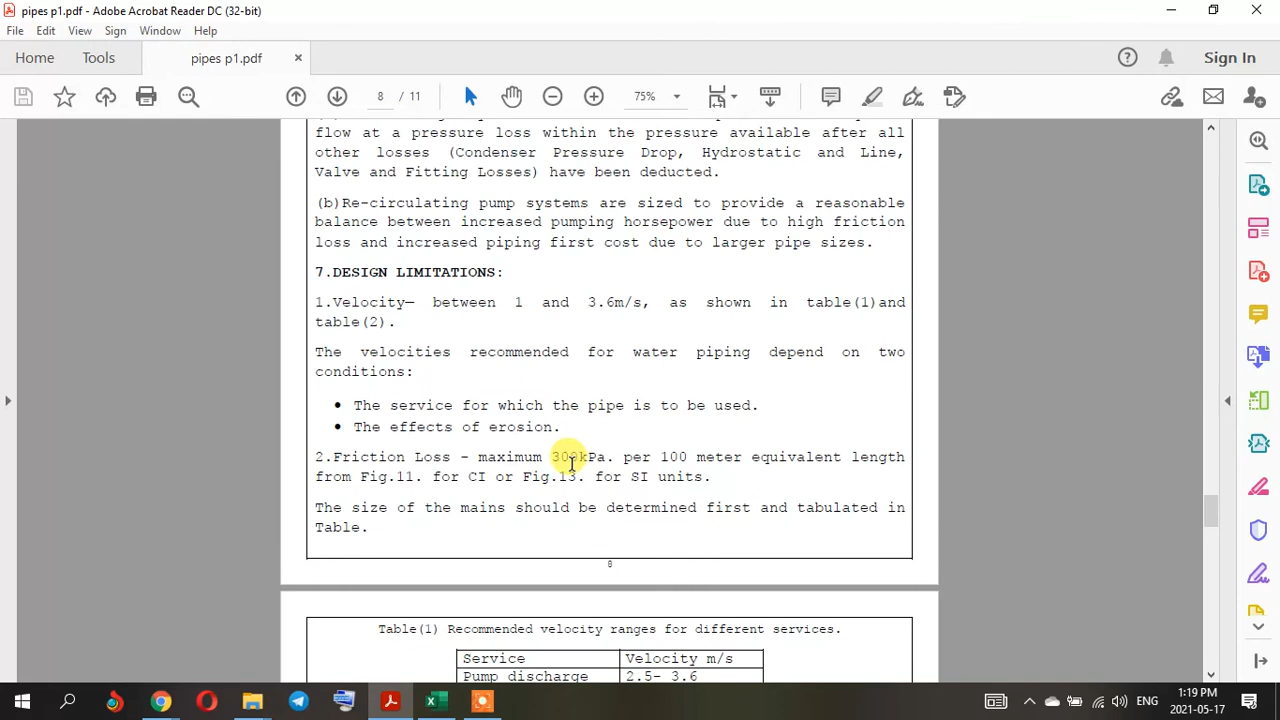 pipes p1.pdf - Adobe Acrobat Reader DC (32-bit)
File Edit View Sign Window Help
Home Tools pipes p1.pdf × Sign In
8 / 11 75%
flow at a pressure loss within the pressure available after all
other losses (Condenser Pressure Drop, Hydrostatic and Line,
Valve and Fitting Losses) have been deducted.
(b)Re-circulating pump systems are sized to provide a reasonable
balance between increased pumping horsepower due to high friction
loss and increased piping first cost due to larger pipe sizes.
7.DESIGN LIMITATIONS:
1.Velocity— between 1 and 3.6m/s, as shown in table(1)and
table(2).
The velocities recommended for water piping depend on two
conditions:
• The service for which the pipe is to be used.
• The effects of erosion.
2.Friction Loss - maximum 300kPa. per 100 meter equivalent length
from Fig.11. for CI or Fig.13. for SI units.
The size of the mains should be determined first and tabulated in
Table.
8
Table(1) Recommended velocity ranges for different services.
Service Velocity m/s
Pump discharge 2.5- 3.6
ENG 1:19 PM
2021-05-17